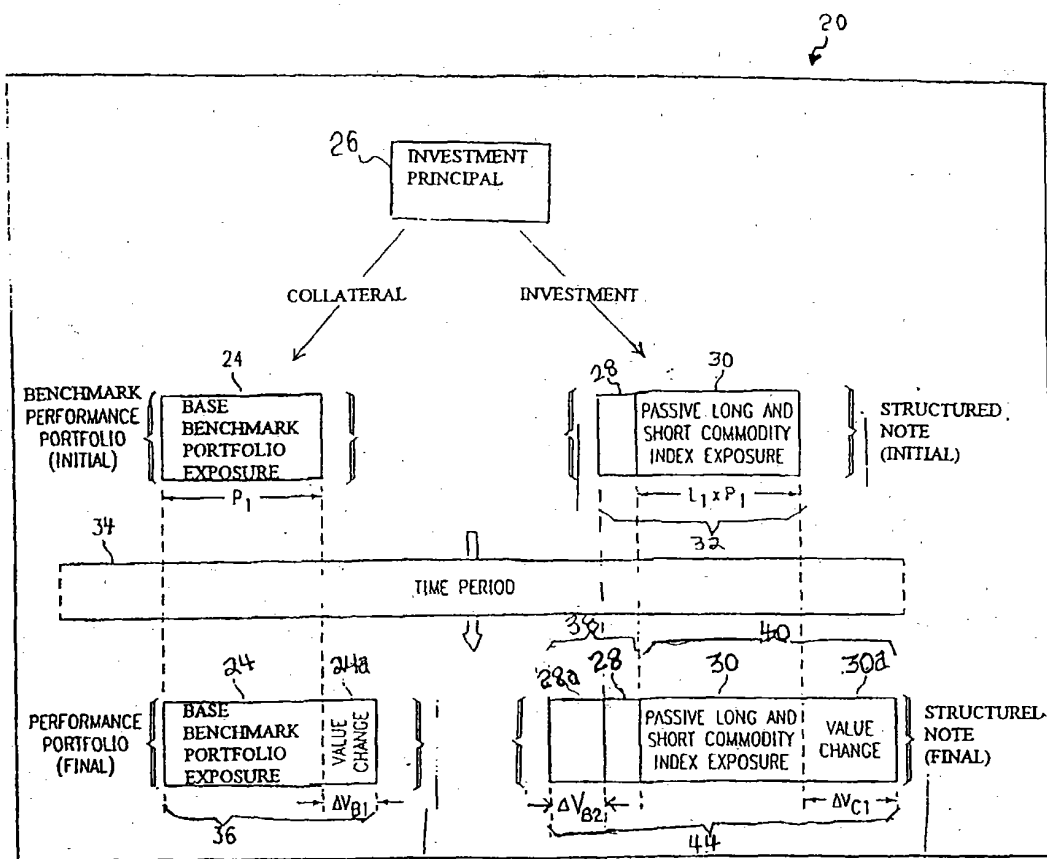 20
26
INVESTMENT
PRINCIPAL
COLLATERAL
INVESTMENT
24
28
30
BENCHMARK
PERFORMANCE
PORTFOLIO
(INITIAL)
BASE
BENCHMARK
PORTFOLIO
EXPOSURE
PASSIVE LONG AND
SHORT COMMODITY
INDEX EXPOSURE
STRUCTURED
NOTE
(INITIAL)
P1
L1 x P1
32
34
TIME PERIOD
38
40
24
24a
28a
28
30
30a
PERFORMANCE
PORTFOLIO
(FINAL)
BASE
BENCHMARK
PORTFOLIO
EXPOSURE
VALUE
CHANGE
PASSIVE LONG AND
SHORT COMMODITY
INDEX EXPOSURE
VALUE
CHANGE
STRUCTUREL
NOTE
(FINAL)
ΔVB1
ΔVB2
ΔVC1
36
44